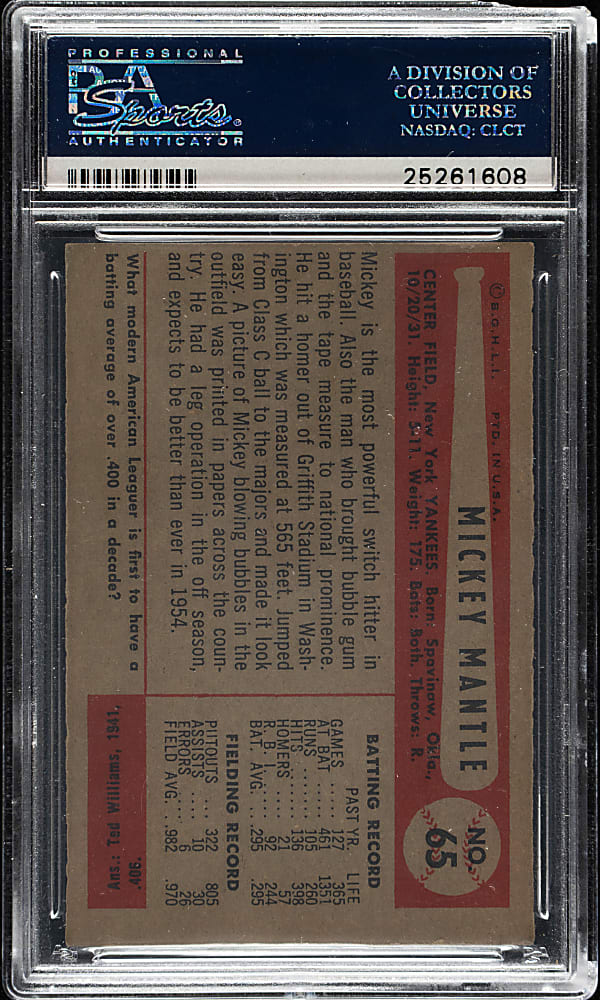 PROFESSIONAL
PSA
Sports®
AUTHENTICATOR
A DIVISION OF
COLLECTORS
UNIVERSE
NASDAQ: CLCT
25261608
© B.G.H.L.I. PTD. IN U.S.A.
MICKEY MANTLE
NO.
65
CENTER FIELD, New York YANKEES. Born: Spavinaw, Okla.,
10/20/31. Height: 5'11. Weight: 175. Bats: Both. Throws: R.
Mickey is the most powerful switch hitter in
baseball. Also the man who brought bubble gum
and the tape measure to national prominence.
He hit a homer out of Griffith Stadium in Wash-
ington which was measured at 565 feet. Jumped
from Class C ball to the majors and made it look
easy. A picture of Mickey blowing bubbles in the
outfield was printed in papers across the coun-
try. He had a leg operation in the off season,
and expects to be better than ever in 1954.
BATTING RECORD
PAST YR. LIFE
GAMES ..... 127 365
AT BAT ..... 461 1351
RUNS ....... 105 260
HITS ....... 136 398
HOMERS ..... 21 57
R. B. I. ..... 92 244
BAT. AVG. .. .295 .295
FIELDING RECORD
PUTOUTS ... 322 805
ASSISTS .... 10 30
ERRORS .... 6 26
FIELD AVG. .. .982 .970
What modern American Leaguer is first to have a
batting average of over .400 in a decade?
Ans.: Ted Williams, 1941,
.406.